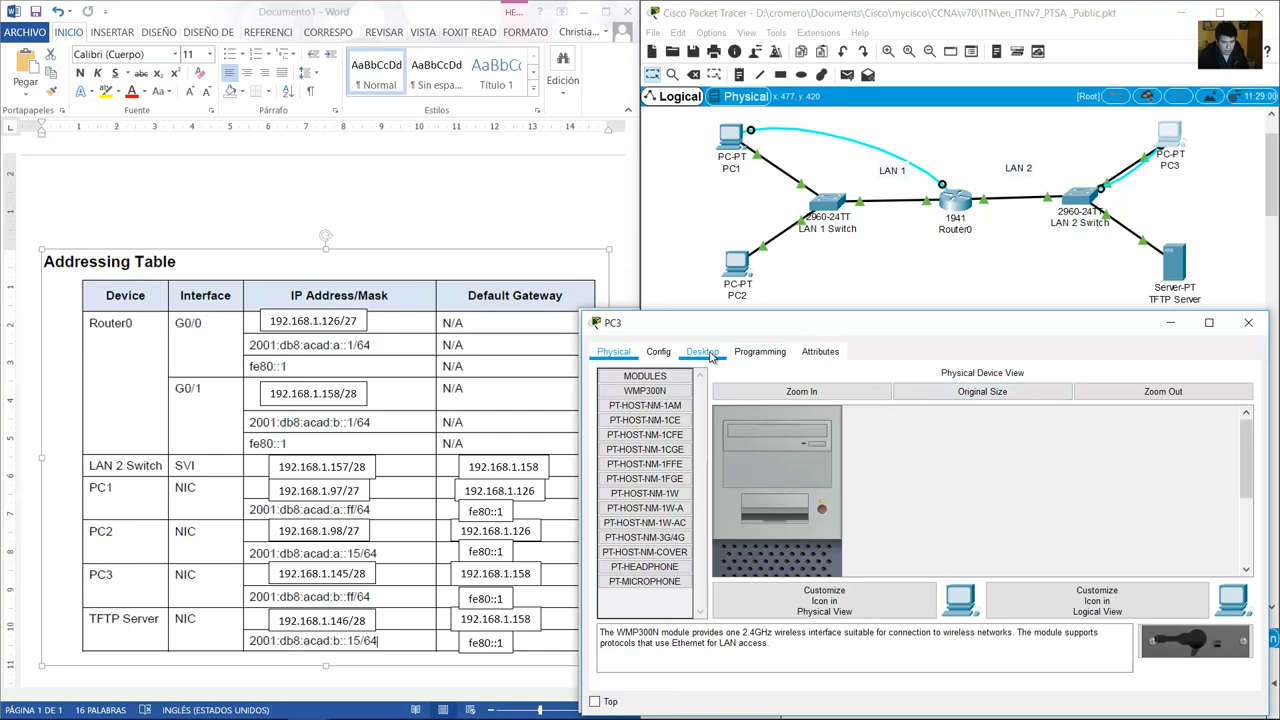 Documento1 - Word
HE...
ARCHIVO INICIO INSERTAR DISEÑO DISEÑO DE REFERENCI CORRESPO REVISAR VISTA FOXIT READ Christia...
Pegar
Calibri (Cuerpo) 11
AaBbCcDd AaBbCcDd AaBbCc
¶ Normal ¶ Sin espa... Título 1
Edición
Portapapeles Fuente Párrafo Estilos
1 2 3 4 5 6 7 8 9 10 11 12 13 14
Addressing Table
Device Interface IP Address/Mask Default Gateway
Router0 G0/0 192.168.1.126/27 N/A
2001:db8:acad:a::1/64 N/A
fe80::1 N/A
G0/1 192.168.1.158/28 N/A
2001:db8:acad:b::1/64 N/A
fe80::1 N/A
LAN 2 Switch SVI 192.168.1.157/28 192.168.1.158
PC1 NIC 192.168.1.97/27 192.168.1.126
2001:db8:acad:a::ff/64 fe80::1
PC2 NIC 192.168.1.98/27 192.168.1.126
2001:db8:acad:a::15/64 fe80::1
PC3 NIC 192.168.1.145/28 192.168.1.158
2001:db8:acad:b::ff/64 fe80::1
TFTP Server NIC 192.168.1.146/28 192.168.1.158
2001:db8:acad:b::15/64 fe80::1
PÁGINA 1 DE 1 16 PALABRAS INGLÉS (ESTADOS UNIDOS)
Cisco Packet Tracer - D:\cromero\Documents\Cisco\mycisco\CCNA\v70\ITN\en_ITNv7_PTSA _Public.pkt
File Edit Options View Tools Extensions Help
Logical Physical x: 477, y: 420 [Root] 11:29:00
PC-PT
PC1
LAN 1
LAN 2
PC-PT
PC3
2960-24TT
LAN 1 Switch
1941
Router0
2960-24TT
LAN 2 Switch
PC-PT
PC2
Server-PT
TFTP Server
PC3
Physical Config Desktop Programming Attributes
MODULES
WMP300N
PT-HOST-NM-1AM
PT-HOST-NM-1CE
PT-HOST-NM-1CFE
PT-HOST-NM-1CGE
PT-HOST-NM-1FFE
PT-HOST-NM-1FGE
PT-HOST-NM-1W
PT-HOST-NM-1W-A
PT-HOST-NM-1W-AC
PT-HOST-NM-3G/4G
PT-HOST-NM-COVER
PT-HEADPHONE
PT-MICROPHONE
Physical Device View
Zoom In Original Size Zoom Out
Customize
Icon in
Physical View
Customize
Icon in
Logical View
The WMP300N module provides one 2.4GHz wireless interface suitable for connection to wireless networks. The module supports
protocols that use Ethernet for LAN access.
Top